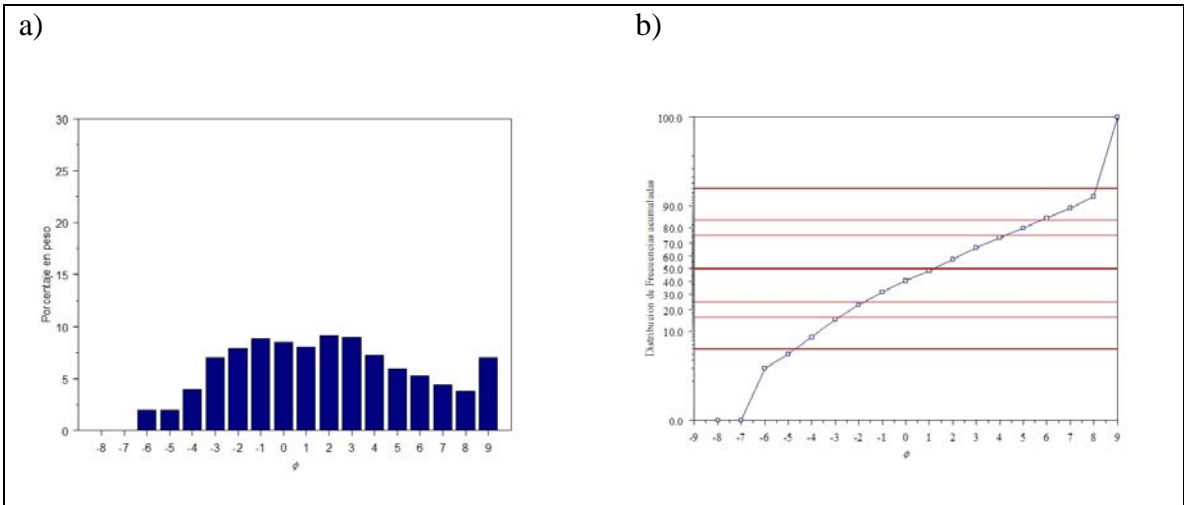 a)
b)
Porcentaje en peso
30
25
20
15
10
5
0
-8 -7 -6 -5 -4 -3 -2 -1 0 1 2 3 4 5 6 7 8 9
φ
Distribucion de Frecuencias acumuladas
100.0
90.0
80.0
70.0
60.0
50.0
40.0
30.0
20.0
10.0
0.0
-9 -8 -7 -6 -5 -4 -3 -2 -1 0 1 2 3 4 5 6 7 8 9
φ